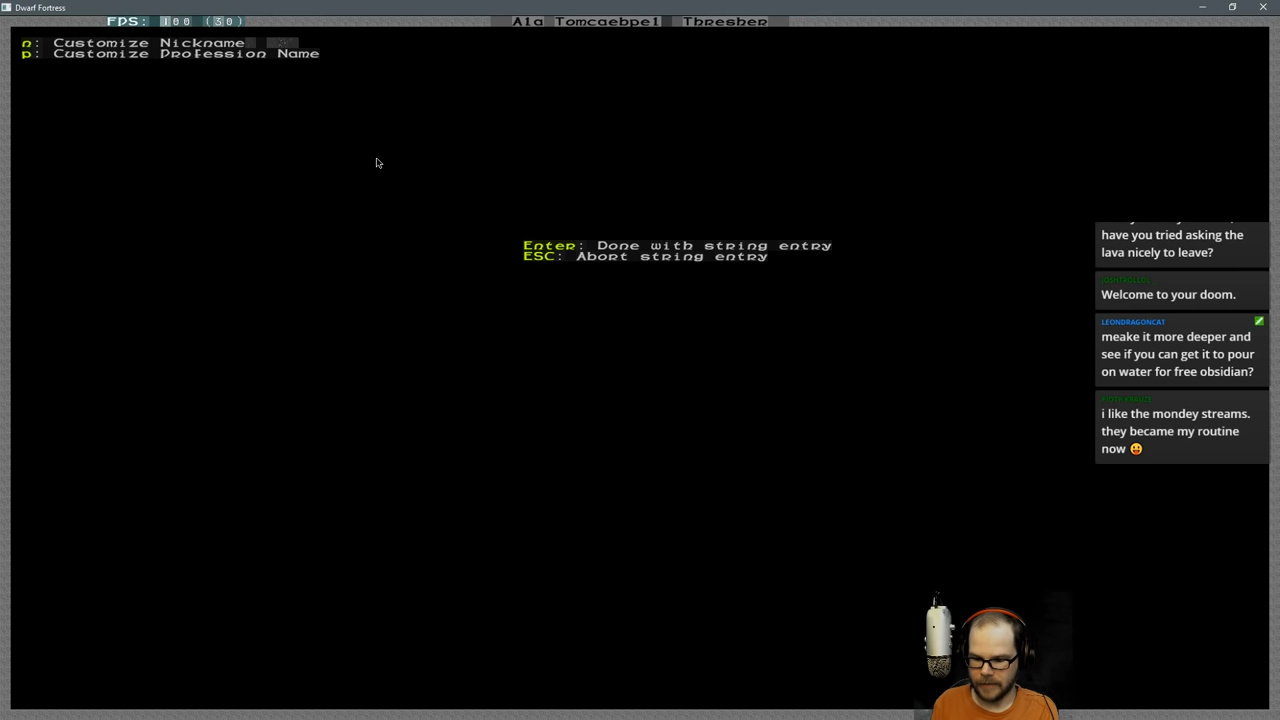 Dwarf Fortress
FPS: 100 (30)
Ala Tomcaebpel Thresher
n: Customize Nickname
p: Customize Profession Name
Enter: Done with string entry
ESC: Abort string entry
have you tried asking the
lava nicely to leave?
Welcome to your doom.
LEONDRAGONCAT
meake it more deeper and
see if you can get it to pour
on water for free obsidian?
i like the mondey streams.
they became my routine
now 😛